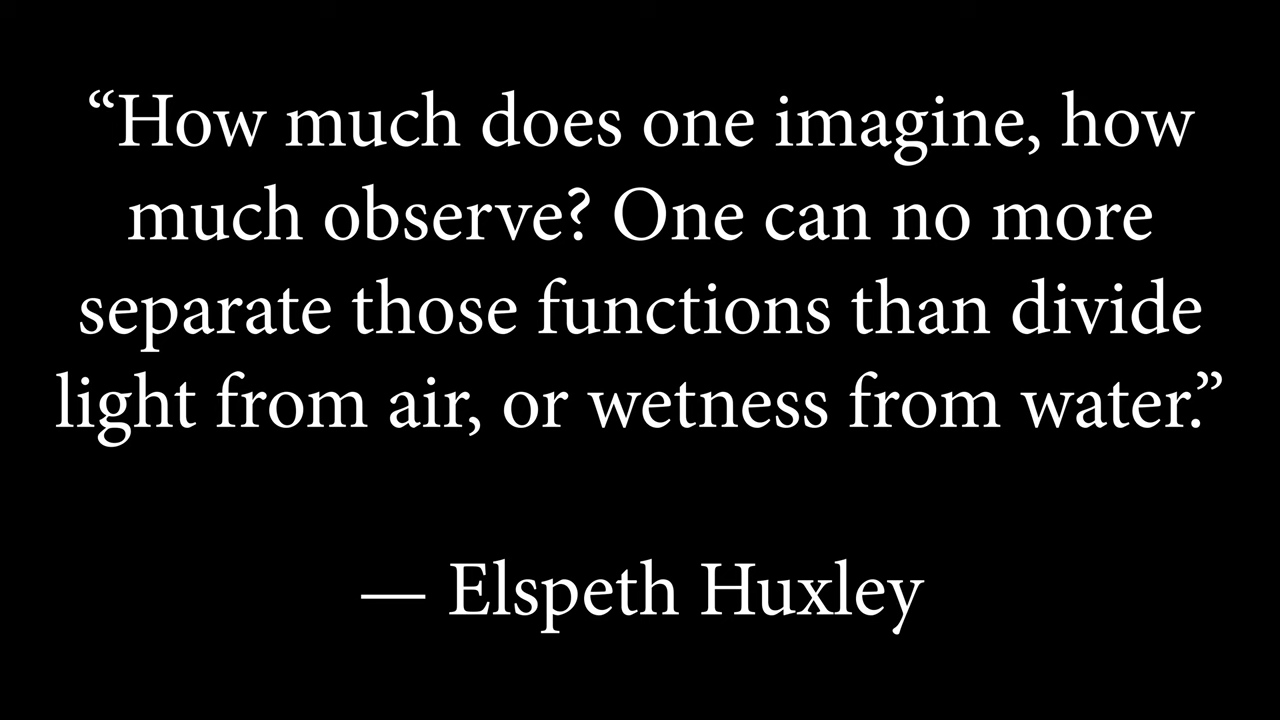 “How much does one imagine, how
much observe? One can no more
separate those functions than divide
light from air, or wetness from water.”
— Elspeth Huxley